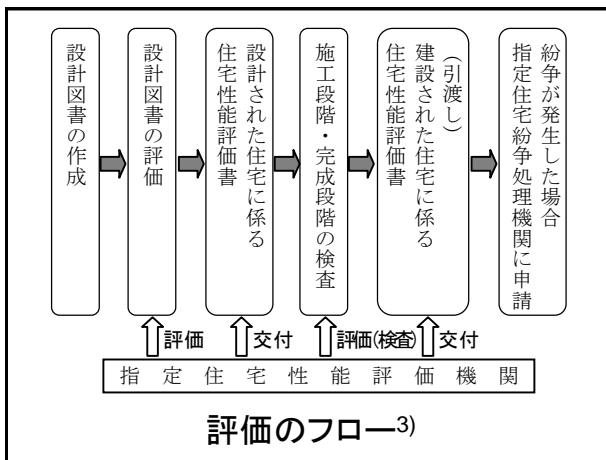 設計図書の作成
設計図書の評価
設計された住宅に係る
住宅性能評価書
施工段階・完成段階の検査
(引渡し)
建設された住宅に係る
住宅性能評価書
紛争が発生した場合
指定住宅紛争処理機関に申請
評価
交付
評価(検査)
交付
指定住宅性能評価機関
評価のフロー3)